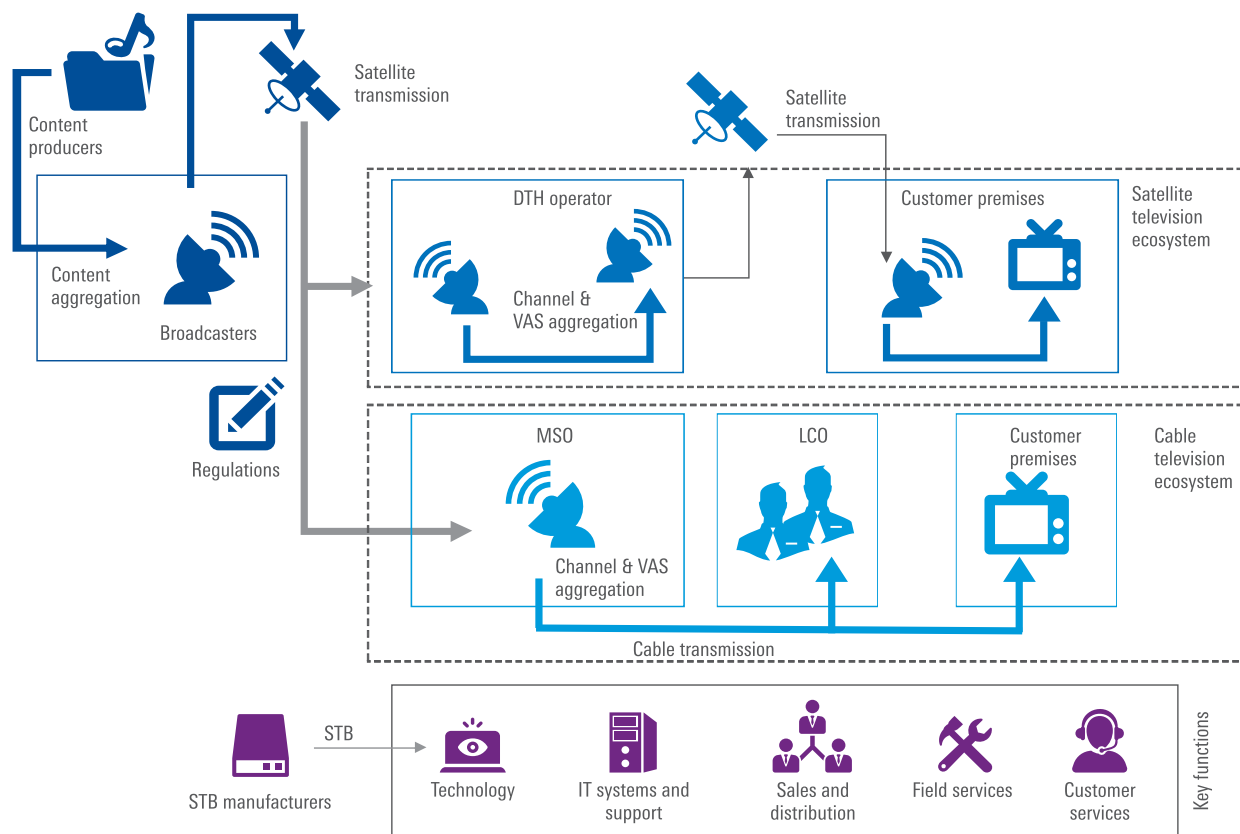 Content
producers
Satellite
transmission
Content
aggregation
Broadcasters
Regulations
Satellite
transmission
DTH operator
Channel &
VAS aggregation
Customer premises
Satellite
television
ecosystem
MSO
Channel & VAS
aggregation
LCO
Customer
premises
Cable
television
ecosystem
Cable transmission
STB manufacturers
STB
Technology
IT systems and
support
Sales and
distribution
Field services
Customer
services
Key functions